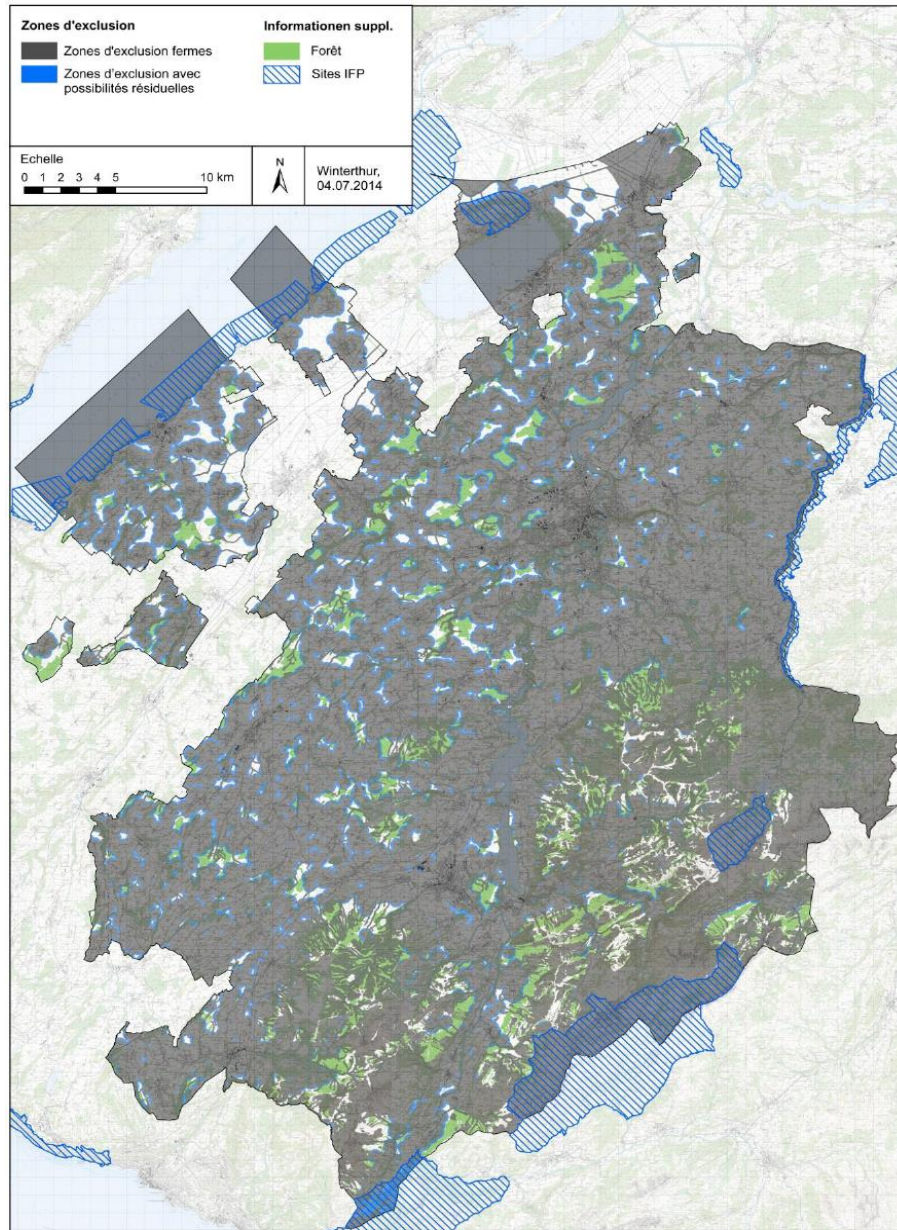 Zones d'exclusion
Zones d'exclusion fermes
Zones d'exclusion avec
possibilités résiduelles
Informationen suppl.
Forêt
Sites IFP
Echelle
0 1 2 3 4 5 10 km
N
Winterthur,
04.07.2014